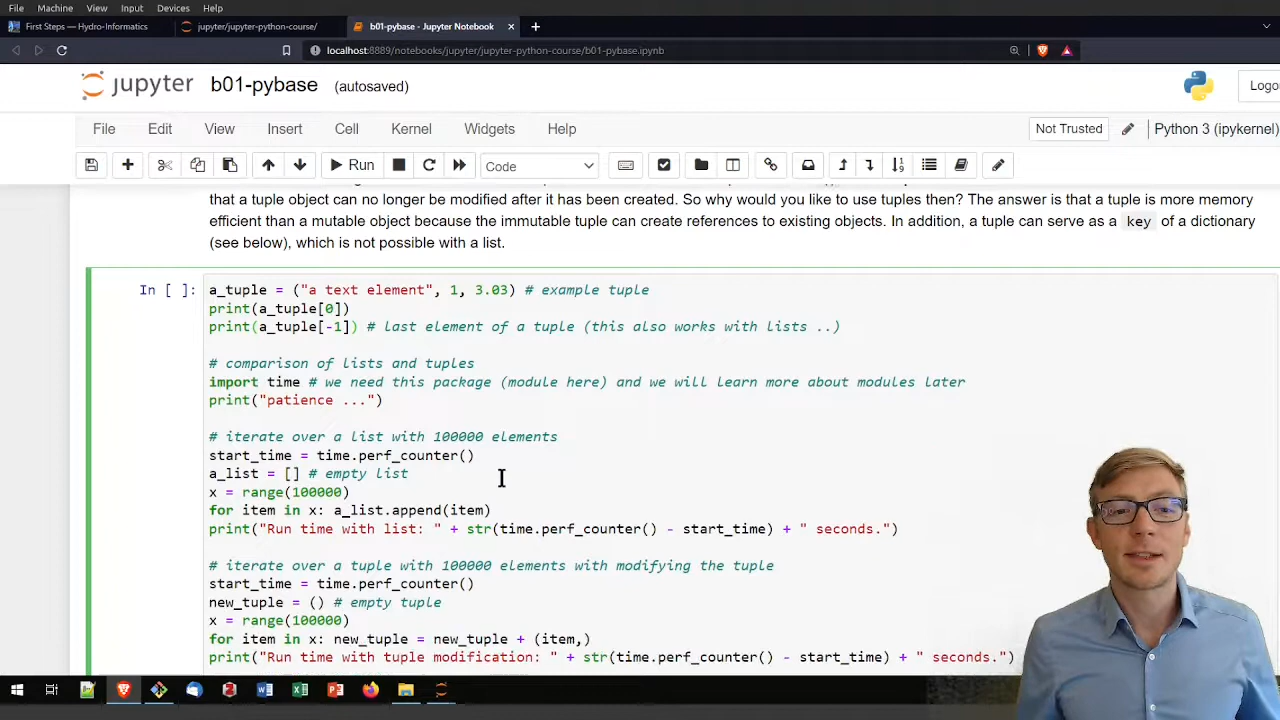 File Machine View Input Devices Help
First Steps — Hydro-Informatics
jupyter/jupyter-python-course/
b01-pybase - Jupyter Notebook
localhost:8889/notebooks/jupyter/jupyter-python-course/b01-pybase.ipynb
jupyter b01-pybase (autosaved)
Logo
File Edit View Insert Cell Kernel Widgets Help
Not Trusted
Python 3 (ipykernel)
Run
Code
that a tuple object can no longer be modified after it has been created. So why would you like to use tuples then? The answer is that a tuple is more memory
efficient than a mutable object because the immutable tuple can create references to existing objects. In addition, a tuple can serve as a key of a dictionary
(see below), which is not possible with a list.
In [ ]: a_tuple = ("a text element", 1, 3.03) # example tuple
print(a_tuple[0])
print(a_tuple[-1]) # last element of a tuple (this also works with lists ..)
# comparison of lists and tuples
import time # we need this package (module here) and we will learn more about modules later
print("patience ...")
# iterate over a list with 100000 elements
start_time = time.perf_counter()
a_list = [] # empty list
x = range(100000)
for item in x: a_list.append(item)
print("Run time with list: " + str(time.perf_counter() - start_time) + " seconds.")
# iterate over a tuple with 100000 elements with modifying the tuple
start_time = time.perf_counter()
new_tuple = () # empty tuple
x = range(100000)
for item in x: new_tuple = new_tuple + (item,)
print("Run time with tuple modification: " + str(time.perf_counter() - start_time) + " seconds.")